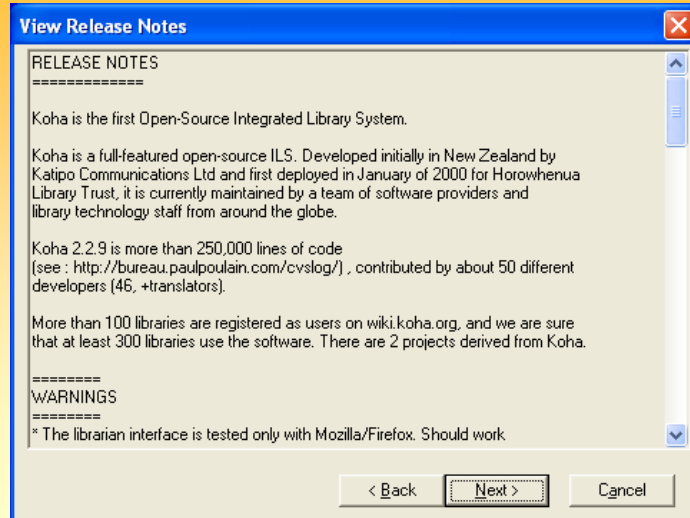 View Release Notes
RELEASE NOTES
=============
Koha is the first Open-Source Integrated Library System.
Koha is a full-featured open-source ILS. Developed initially in New Zealand by
Katipo Communications Ltd and first deployed in January of 2000 for Horowhenua
Library Trust, it is currently maintained by a team of software providers and
library technology staff from around the globe.
Koha 2.2.9 is more than 250,000 lines of code
(see : http://bureau.paulpoulain.com/cvslog/) , contributed by about 50 different
developers (46, +translators).
More than 100 libraries are registered as users on wiki.koha.org, and we are sure
that at least 300 libraries use the software. There are 2 projects derived from Koha.
========
WARNINGS
========
* The librarian interface is tested only with Mozilla/Firefox. Should work
< Back
Next >
Cancel